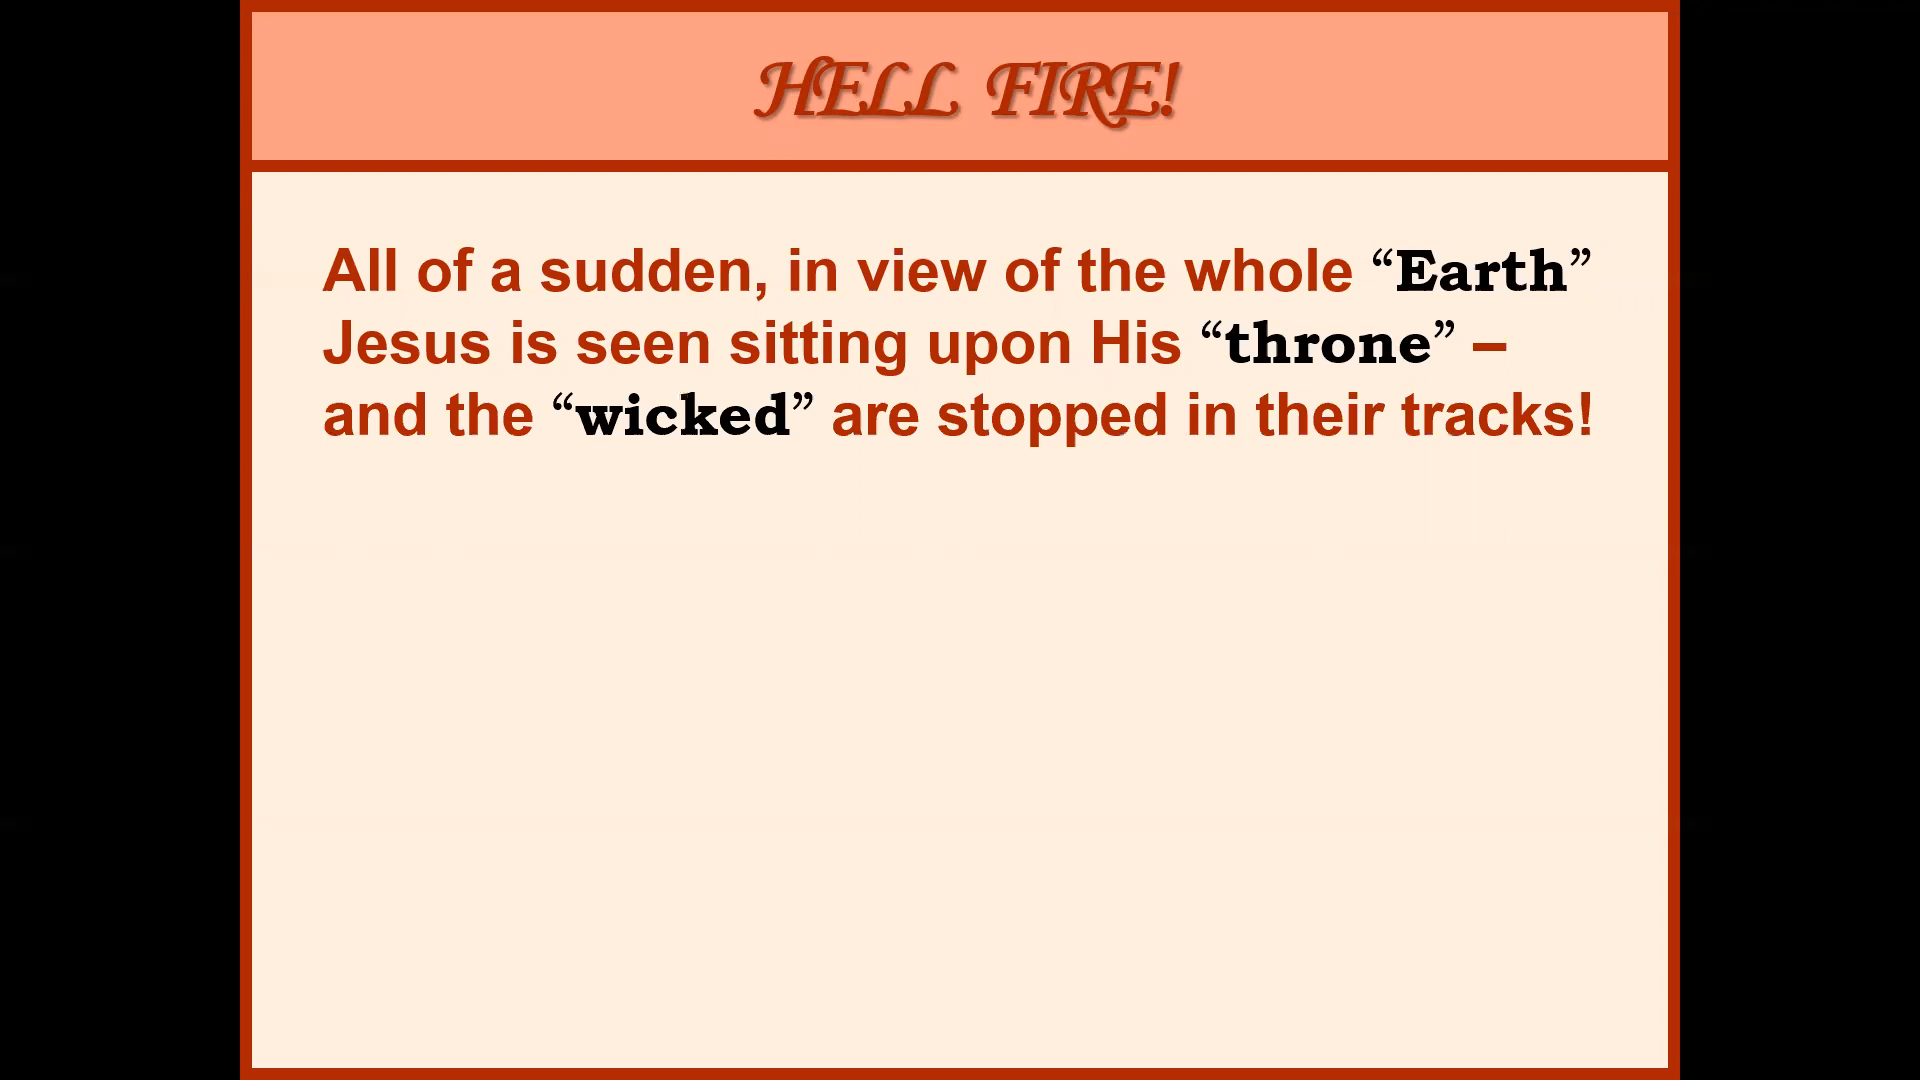 HELL FIRE!
All of a sudden, in view of the whole “Earth”
Jesus is seen sitting upon His “throne” –
and the “wicked” are stopped in their tracks!